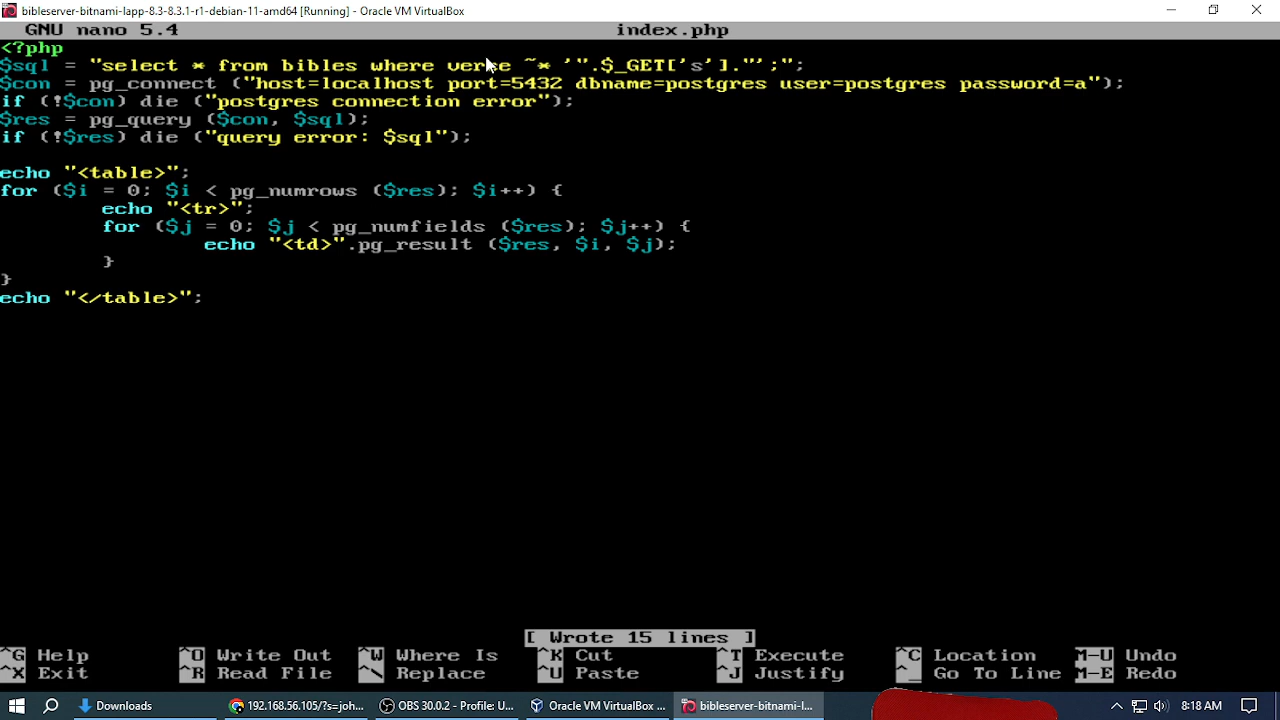 bibleserver-bitnami-lapp-8.3-8.3.1-r1-debian-11-amd64 [Running] - Oracle VM VirtualBox
GNU nano 5.4 index.php
<?php
$sql = "select * from bibles where verse ~* '".$_GET['s']."';";
$con = pg_connect ("host=localhost port=5432 dbname=postgres user=postgres password=a");
if (!$con) die ("postgres connection error");
$res = pg_query ($con, $sql);
if (!$res) die ("query error: $sql");
echo "<table>";
for ($i = 0; $i < pg_numrows ($res); $i++) {
echo "<tr>";
for ($j = 0; $j < pg_numfields ($res); $j++) {
echo "<td>".pg_result ($res, $i, $j);
}
}
echo "</table>";
[ Wrote 15 lines ]
^G Help ^O Write Out ^W Where Is ^K Cut ^T Execute ^C Location M-U Undo
^X Exit ^R Read File ^\ Replace ^U Paste ^J Justify ^_ Go To Line M-E Redo
Downloads 192.168.56.105/?s=joh... OBS 30.0.2 - Profile: U... Oracle VM VirtualBox ... bibleserver-bitnami-l... 8:18 AM